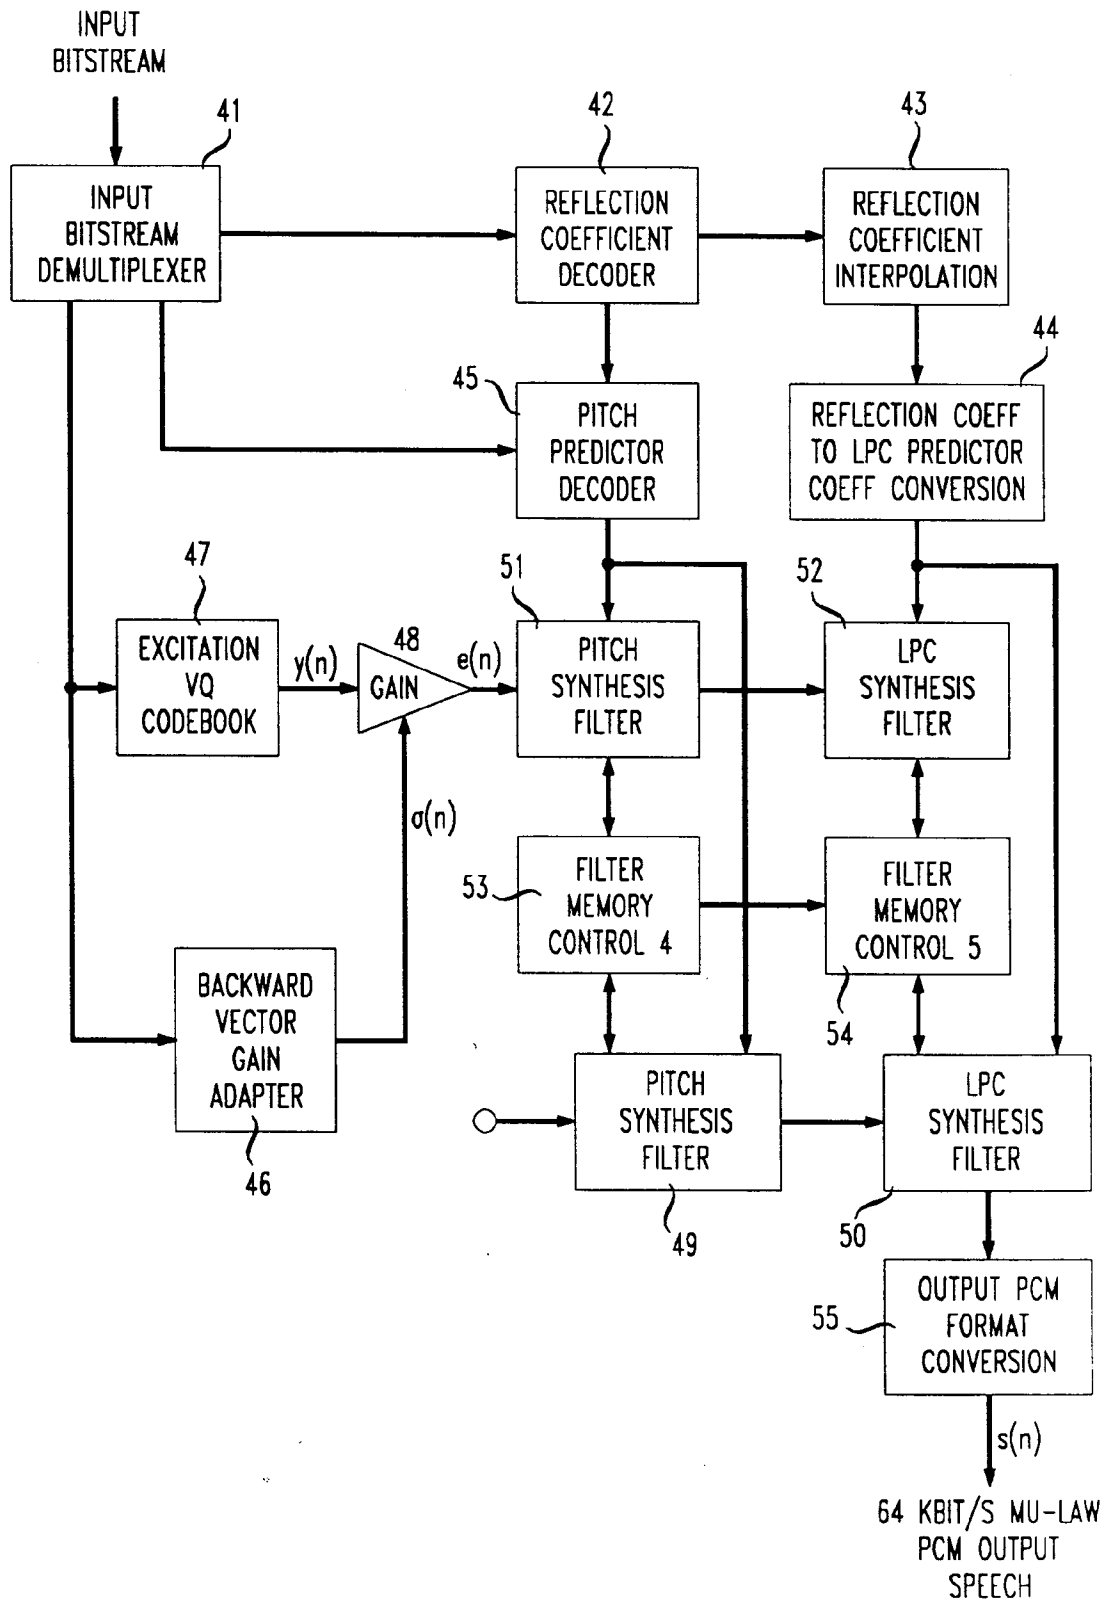 INPUT
BITSTREAM
41
INPUT
BITSTREAM
DEMULTIPLEXER
42
REFLECTION
COEFFICIENT
DECODER
43
REFLECTION
COEFFICIENT
INTERPOLATION
44
REFLECTION COEFF
TO LPC PREDICTOR
COEFF CONVERSION
45
PITCH
PREDICTOR
DECODER
47
EXCITATION
VQ
CODEBOOK
y(n)
48
GAIN
e(n)
51
PITCH
SYNTHESIS
FILTER
52
LPC
SYNTHESIS
FILTER
σ(n)
53
FILTER
MEMORY
CONTROL 4
FILTER
MEMORY
CONTROL 5
54
BACKWARD
VECTOR
GAIN
ADAPTER
46
PITCH
SYNTHESIS
FILTER
49
LPC
SYNTHESIS
FILTER
50
55
OUTPUT PCM
FORMAT
CONVERSION
s(n)
64 KBIT/S MU-LAW
PCM OUTPUT
SPEECH